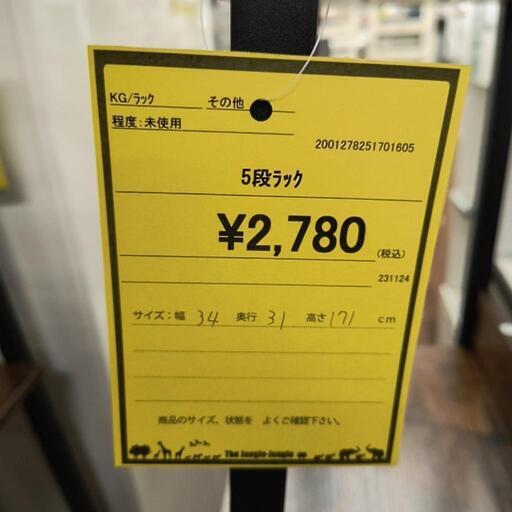 KG/ラック その他
程度:未使用
2001278251701605
5段ラック
¥2,780 (税込)
231124
サイズ:幅 34 奥行 31 高さ 171 cm
商品のサイズ、状態を よくご確認下さい。
The Jungle-Jungle